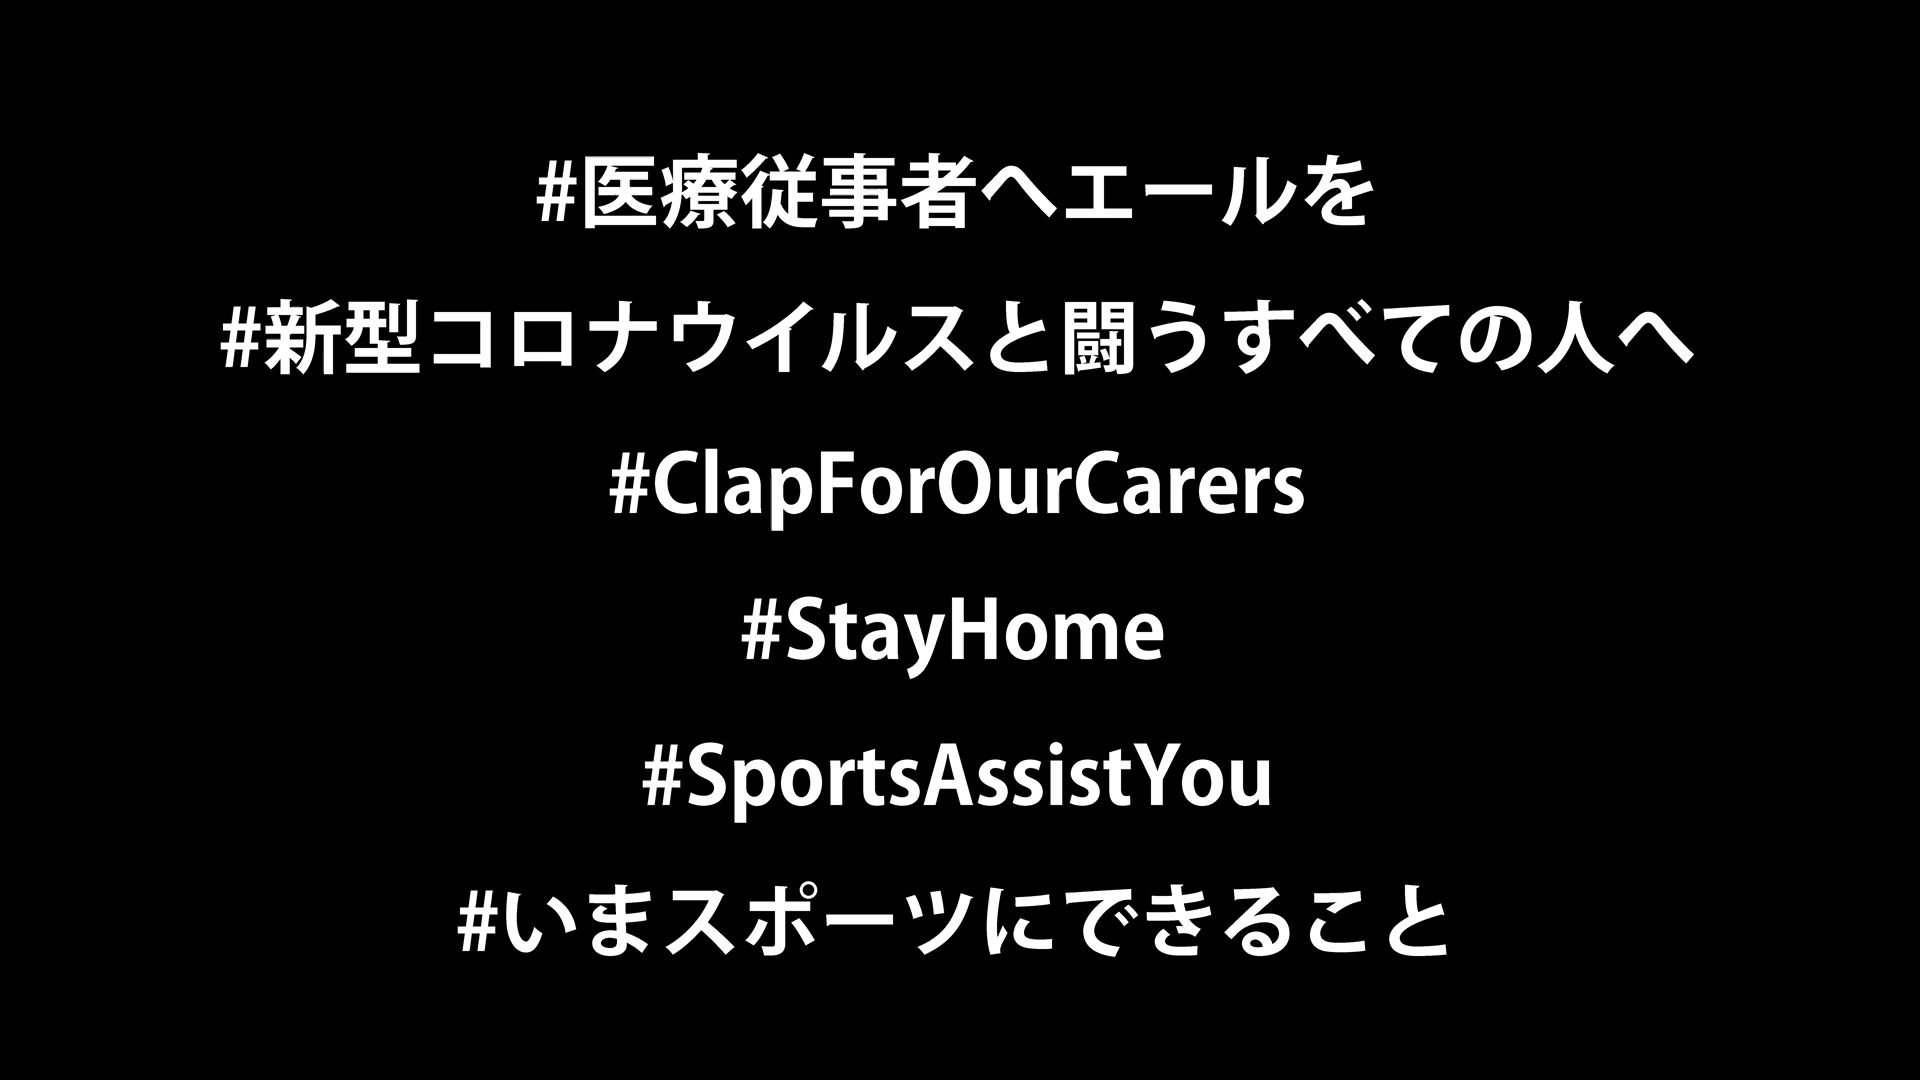 #医療従事者へエールを
#新型コロナウイルスと闘うすべての人へ
#ClapForOurCarers
#StayHome
#SportsAssistYou
#いまスポーツにできること